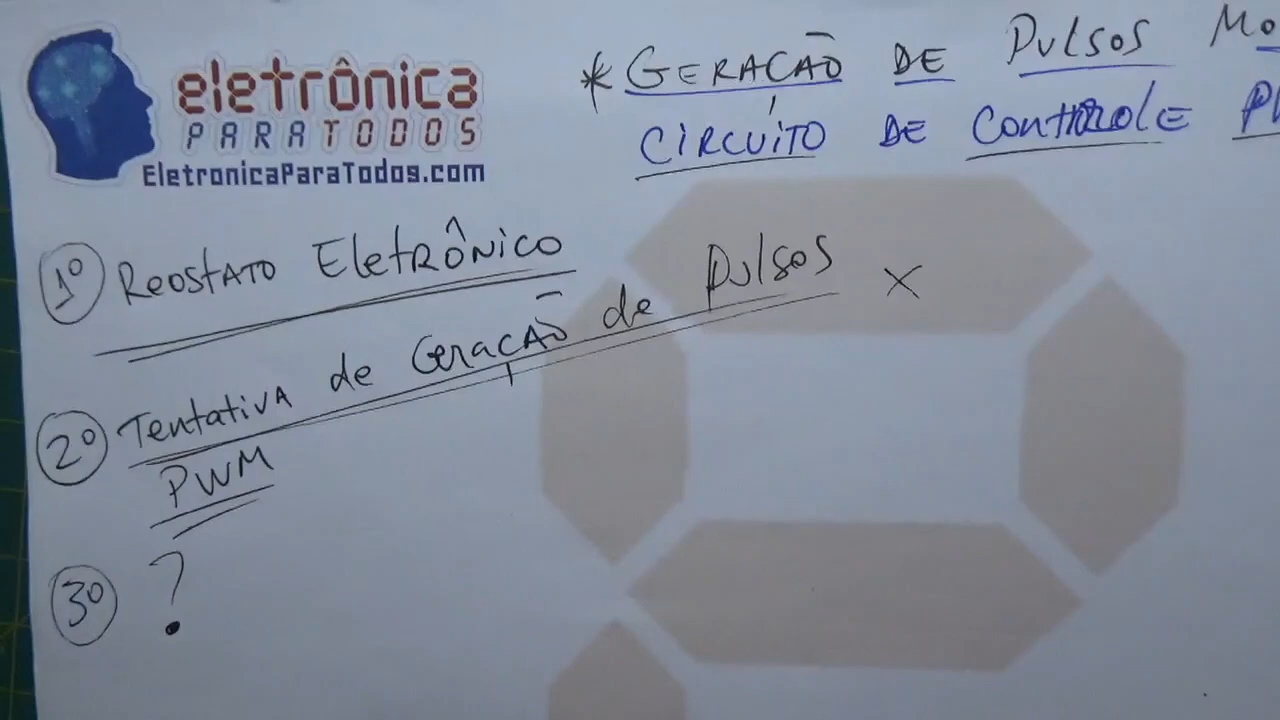 eletrônica
PARATODOS
EletronicaParaTodos.com
* GERAÇÃO DE PULSOS
CIRCUÍTO DE CONTROLE
1º REOSTATO ELETRÔNICO
2º Tentativa de Geração de Pulsos X
PWM
3º ?